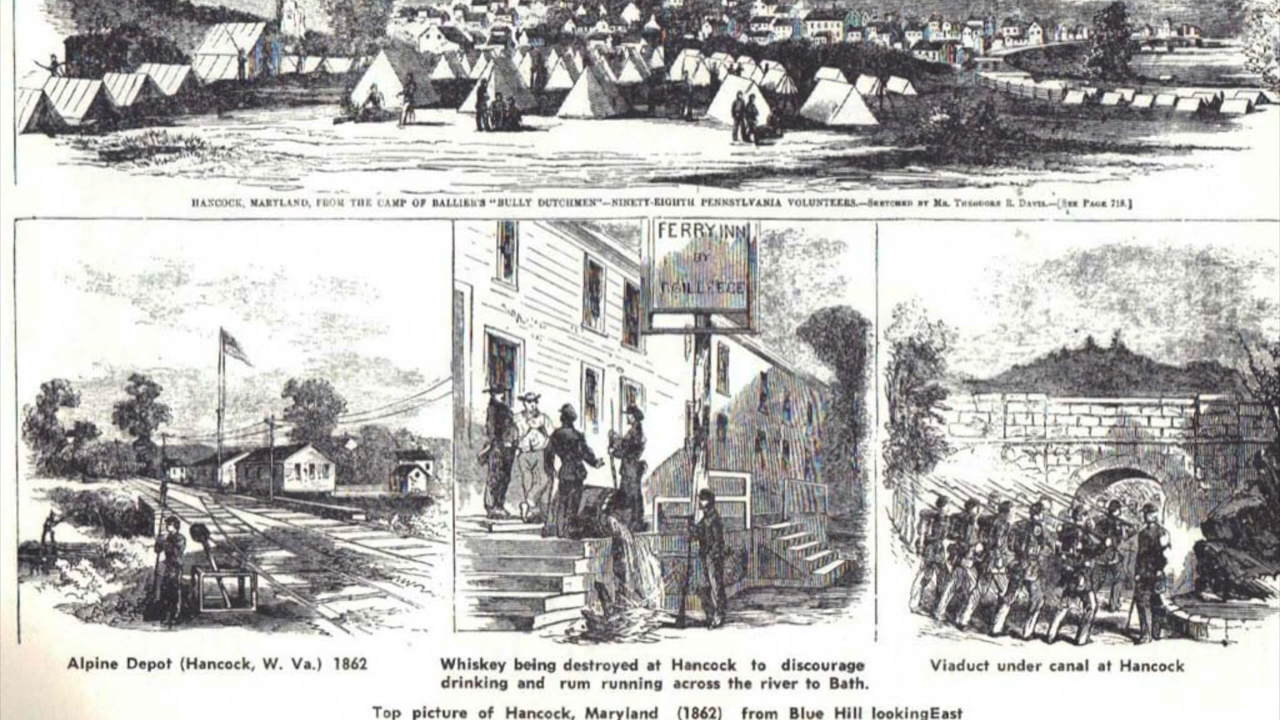 HANCOCK, MARYLAND, FROM THE CAMP OF BALLIER'S "BULLY DUTCHMEN"—NINETY-EIGHTH PENNSYLVANIA VOLUNTEERS.—SKETCHED BY MR. THEODORE R. DAVIS.—[SEE PAGE 718.]
FERRY INN
BY
Alpine Depot (Hancock, W. Va.) 1862
Whiskey being destroyed at Hancock to discourage
drinking and rum running across the river to Bath.
Viaduct under canal at Hancock
Top picture of Hancock, Maryland (1862) from Blue Hill lookingEast